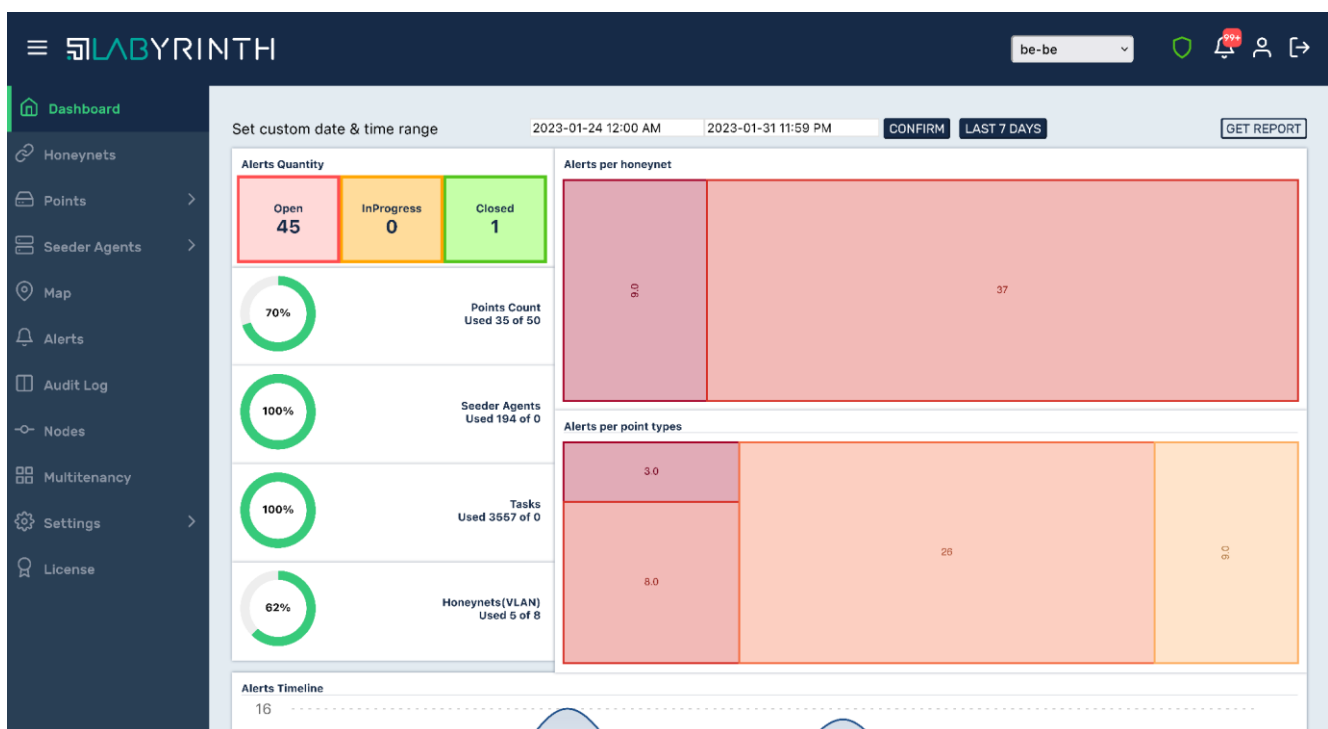 LABYRINTH
be-be
99+
Dashboard
Honeynets
Points
Seeder Agents
Map
Alerts
Audit Log
Nodes
Multitenancy
Settings
License
Set custom date & time range
2023-01-24 12:00 AM
2023-01-31 11:59 PM
CONFIRM
LAST 7 DAYS
GET REPORT
Alerts Quantity
Open
45
InProgress
0
Closed
1
70%
Points Count
Used 35 of 50
100%
Seeder Agents
Used 194 of 0
100%
Tasks
Used 3557 of 0
62%
Honeynets(VLAN)
Used 5 of 8
Alerts per honeynet
9.0
37
Alerts per point types
3.0
8.0
26
9.0
Alerts Timeline
16